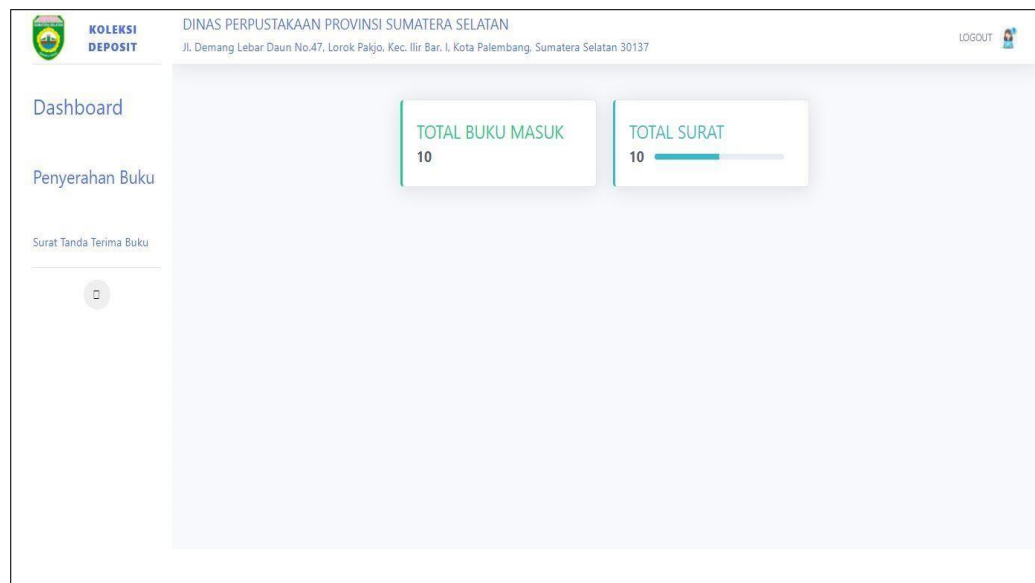 KOLEKSI
DEPOSIT
DINAS PERPUSTAKAAN PROVINSI SUMATERA SELATAN
Jl. Demang Lebar Daun No.47, Lorok Pakjo, Kec. Ilir Bar. I, Kota Palembang, Sumatera Selatan 30137
LOGOUT
Dashboard
Penyerahan Buku
Surat Tanda Terima Buku
TOTAL BUKU MASUK
10
TOTAL SURAT
10